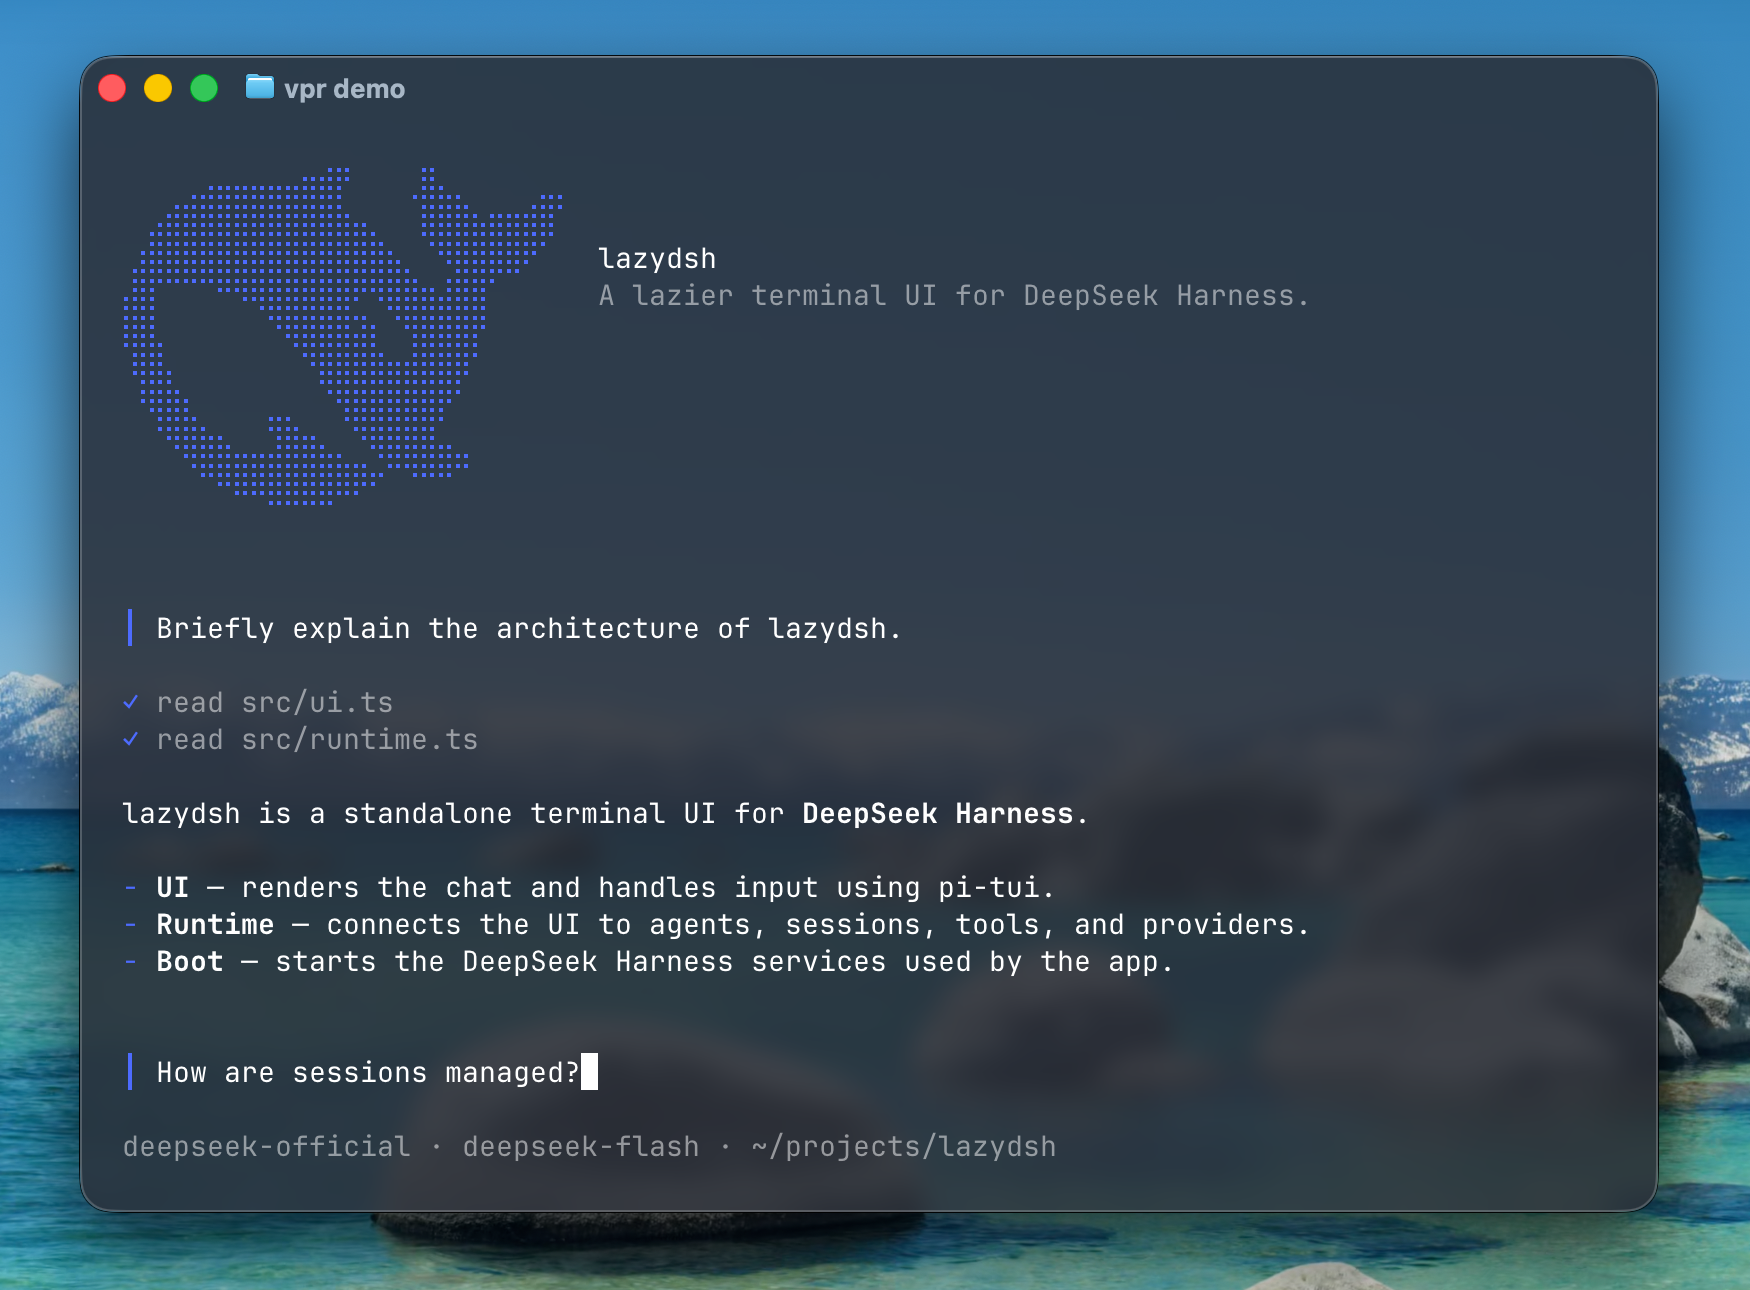 vpr demo
lazydsh
A lazier terminal UI for DeepSeek Harness.
Briefly explain the architecture of lazydsh.
✓ read src/ui.ts
✓ read src/runtime.ts
lazydsh is a standalone terminal UI for DeepSeek Harness.
- UI — renders the chat and handles input using pi-tui.
- Runtime — connects the UI to agents, sessions, tools, and providers.
- Boot — starts the DeepSeek Harness services used by the app.
How are sessions managed?
deepseek-official · deepseek-flash · ~/projects/lazydsh